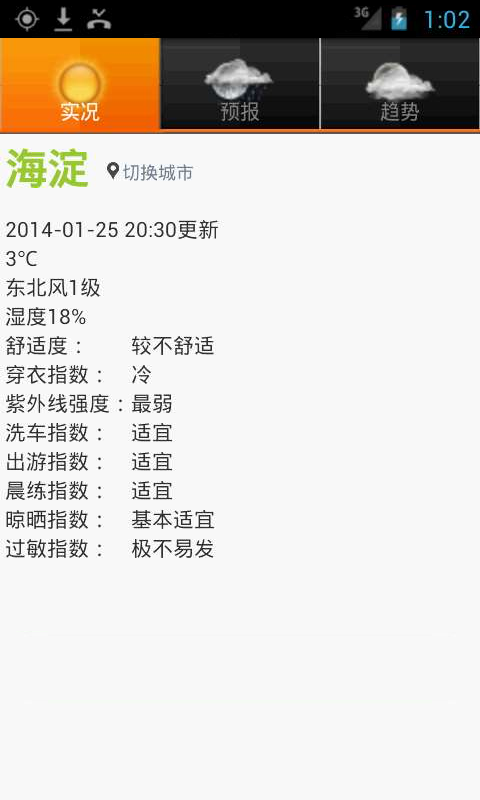 3G 1:02
实况 预报 趋势
海淀 切换城市
2014-01-25 20:30更新
3℃
东北风1级
湿度18%
舒适度： 较不舒适
穿衣指数： 冷
紫外线强度：最弱
洗车指数： 适宜
出游指数： 适宜
晨练指数： 适宜
晾晒指数： 基本适宜
过敏指数： 极不易发